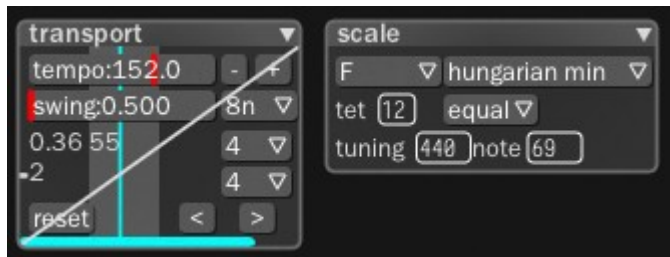 transport
tempo:152.0 - +
swing:0.500 8n
0.36 55 4
-2 4
reset < >
scale
F hungarian min
tet 12 equal
tuning 440 note 69